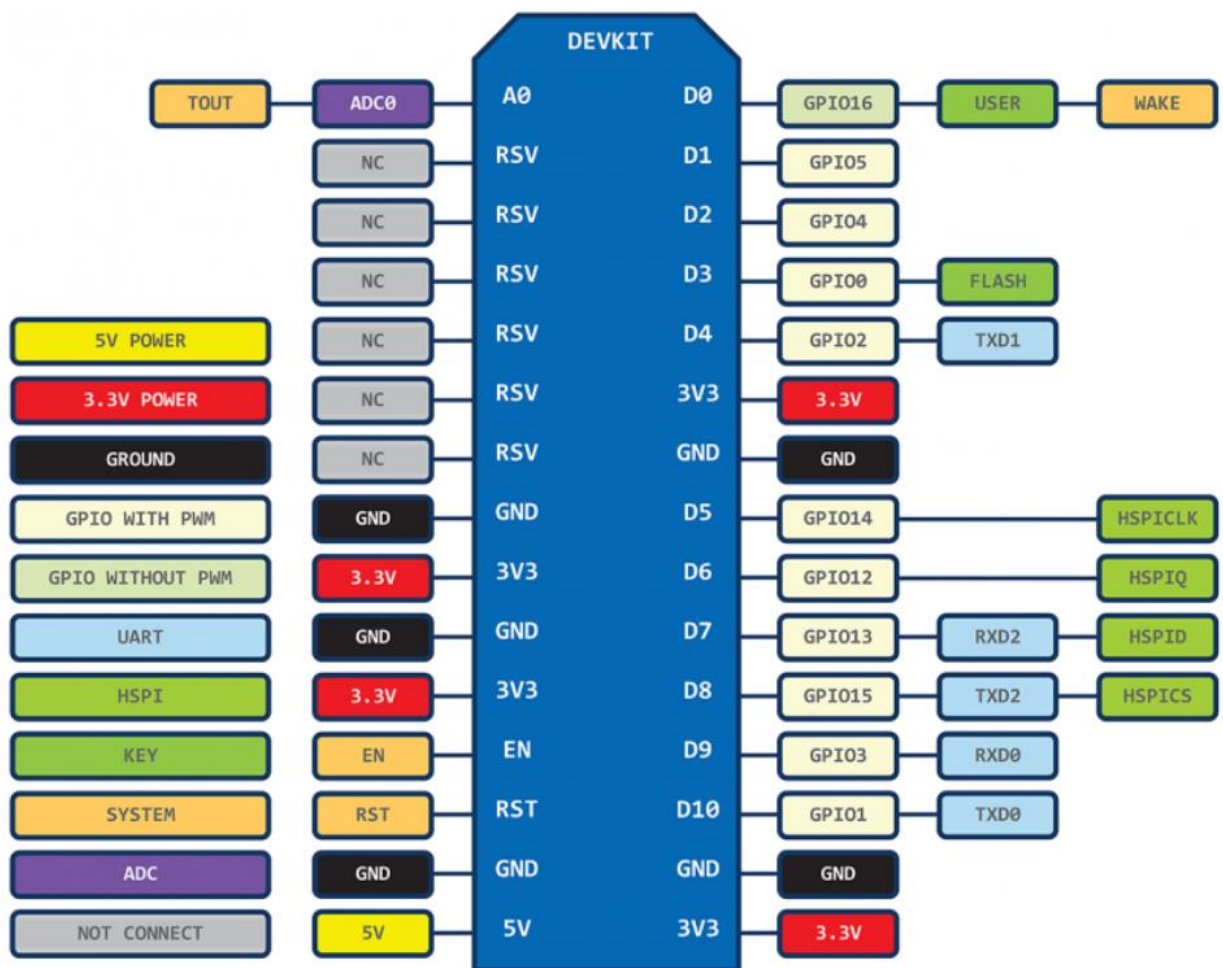 DEVKIT
TOUT ADC0 A0 D0 GPIO16 USER WAKE
NC RSV D1 GPIO5
NC RSV D2 GPIO4
NC RSV D3 GPIO0 FLASH
5V POWER NC RSV D4 GPIO2 TXD1
3.3V POWER NC RSV 3V3 3.3V
GROUND NC RSV GND GND
GPIO WITH PWM GND GND D5 GPIO14 HSPICLK
GPIO WITHOUT PWM 3.3V 3V3 D6 GPIO12 HSPIQ
UART GND GND D7 GPIO13 RXD2 HSPID
HSPI 3.3V 3V3 D8 GPIO15 TXD2 HSPICS
KEY EN EN D9 GPIO3 RXD0
SYSTEM RST RST D10 GPIO1 TXD0
ADC GND GND GND GND
NOT CONNECT 5V 5V 3V3 3.3V